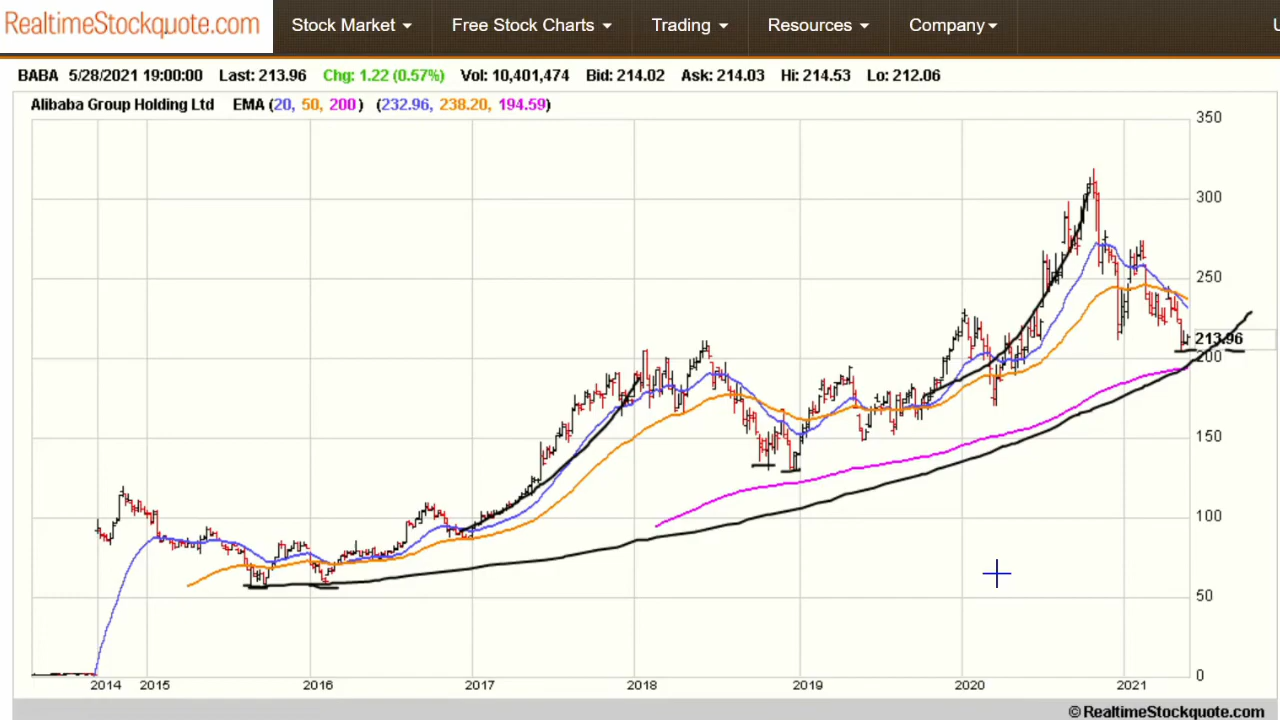 RealtimeStockquote.com Stock Market Free Stock Charts Trading Resources Company U
BABA 5/28/2021 19:00:00 Last: 213.96 Chg: 1.22 (0.57%) Vol: 10,401,474 Bid: 214.02 Ask: 214.03 Hi: 214.53 Lo: 212.06
Alibaba Group Holding Ltd EMA (20, 50, 200) (232.96, 238.20, 194.59)
350
300
250
213.96
200
150
100
50
0
2014 2015 2016 2017 2018 2019 2020 2021
© RealtimeStockquote.com